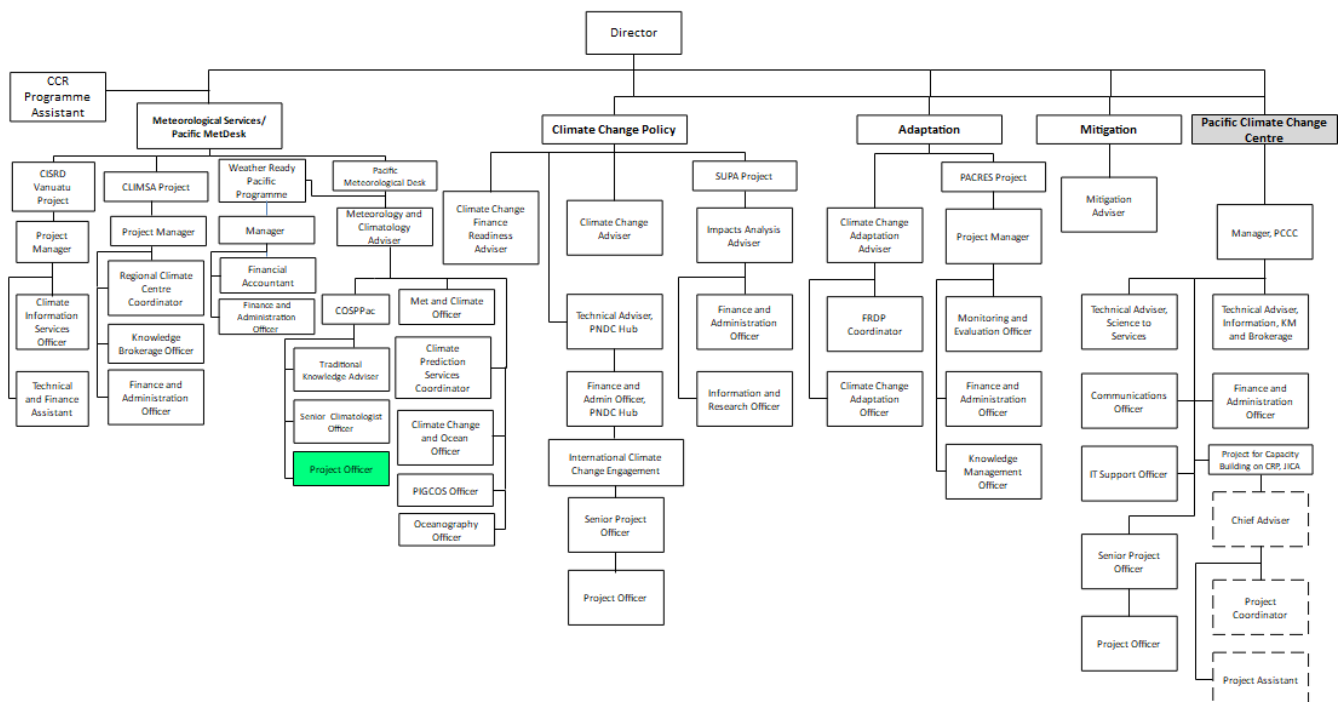 Director
CCR
Programme
Assistant
Meteorological Services/
Pacific MetDesk
Climate Change Policy
Adaptation
Mitigation
Pacific Climate Change
Centre
CISRD
Vanuatu
Project
CLIMSA Project
Weather Ready
Pacific
Programme
Pacific
Meteorological Desk
Project
Manager
Project Manager
Manager
Meteorology and
Climatology
Adviser
Climate
Information
Services
Officer
Technical
and Finance
Assistant
Regional Climate
Centre
Coordinator
Knowledge
Brokerage Officer
Finance and
Administration
Officer
Financial
Accountant
Finance and
Administration
Officer
COSPPac
Traditional
Knowledge Adviser
Senior Climatologist
Officer
Project Officer
Met and Climate
Officer
Climate
Prediction
Services
Coordinator
Climate Change
and Ocean
Officer
PIGCOS Officer
Oceanography
Officer
Climate Change
Finance
Readiness
Adviser
Climate Change
Adviser
Technical Adviser,
PNDC Hub
Finance and
Admin Officer,
PNDC Hub
International Climate
Change Engagement
Senior Project
Officer
Project Officer
SUPA Project
Impacts Analysis
Adviser
Finance and
Administration
Officer
Information and
Research Officer
Climate Change
Adaptation
Adviser
FRDP
Coordinator
Climate Change
Adaptation
Officer
PACRES Project
Project Manager
Monitoring and
Evaluation Officer
Finance and
Administration
Officer
Knowledge
Management
Officer
Mitigation
Adviser
Manager, PCCC
Technical Adviser,
Science to
Services
Communications
Officer
IT Support Officer
Senior Project
Officer
Project Officer
Technical Adviser,
Information, KM
and Brokerage
Finance and
Administration
Officer
Project for Capacity
Building on CRP, JICA
Chief Adviser
Project
Coordinator
Project Assistant